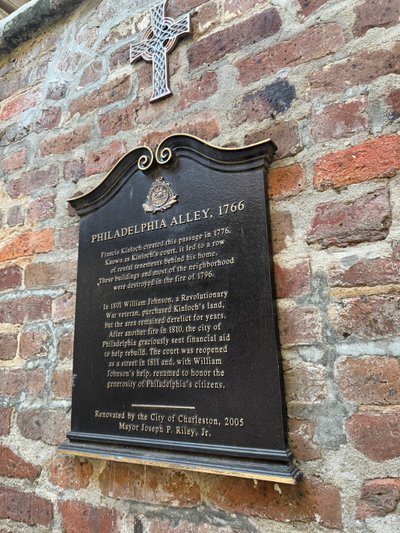 PHILADELPHIA ALLEY, 1766
Francis Kinloch created this passage in 1776.
Known as Kinloch's court, it led to a row
of rental tenements behind his home.
These buildings and most of the neighborhood
were destroyed in the fire of 1796.
In 1801 William Johnson, a Revolutionary
War veteran, purchased Kinloch's land,
but the area remained derelict for years.
After another fire in 1810, the city of
Philadelphia graciously sent financial aid
to help rebuild. The court was reopened
as a street in 1811 and, with William
Johnson's help, renamed to honor the
generosity of Philadelphia's citizens.
Renovated by the City of Charleston, 2005
Mayor Joseph P. Riley, Jr.